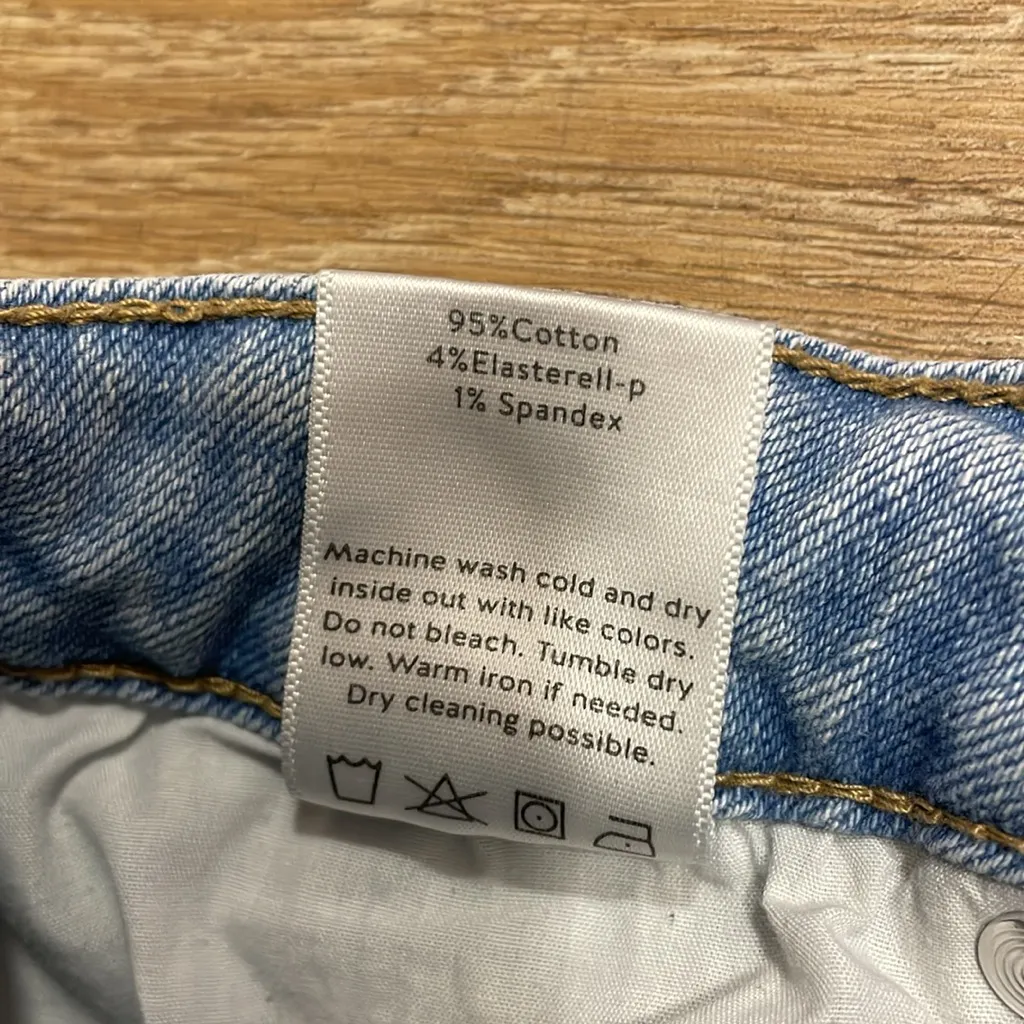 95%Cotton
4%Elasterell-p
1% Spandex
Machine wash cold and dry
inside out with like colors.
Do not bleach. Tumble dry
low. Warm iron if needed.
Dry cleaning possible.